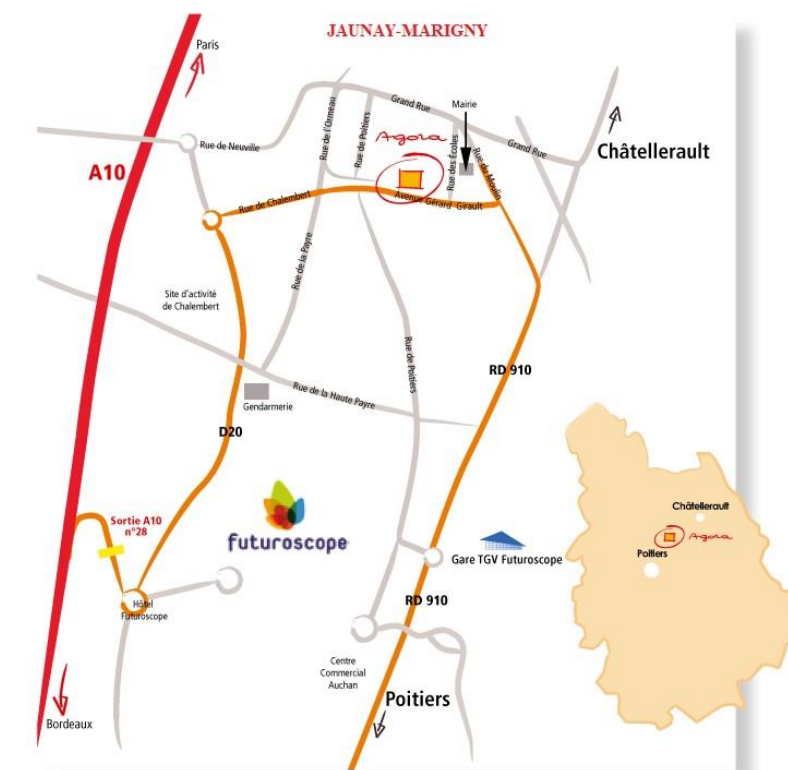 JAUNAY-MARIGNY
Paris
Grand Rue
Mairie
Agora
Rue de l'Ormeau
Rue de Poitiers
Rue des Écoles
Grand Rue
Rue de Neuville
Châtellerault
A10
Rue du Moulin
Rue de Chalembert
Avenue Gérard Girault
Rue de la Payre
Site d'activité
de Chalembert
Rue de Poitiers
RD 910
Rue de la Haute Payre
Gendarmerie
D20
Sortie A10
n°28
futuroscope
Gare TGV Futuroscope
Châtellerault
Agora
Poitiers
Hôtel
Futuroscope
RD 910
Centre
Commercial
Auchan
Poitiers
Bordeaux